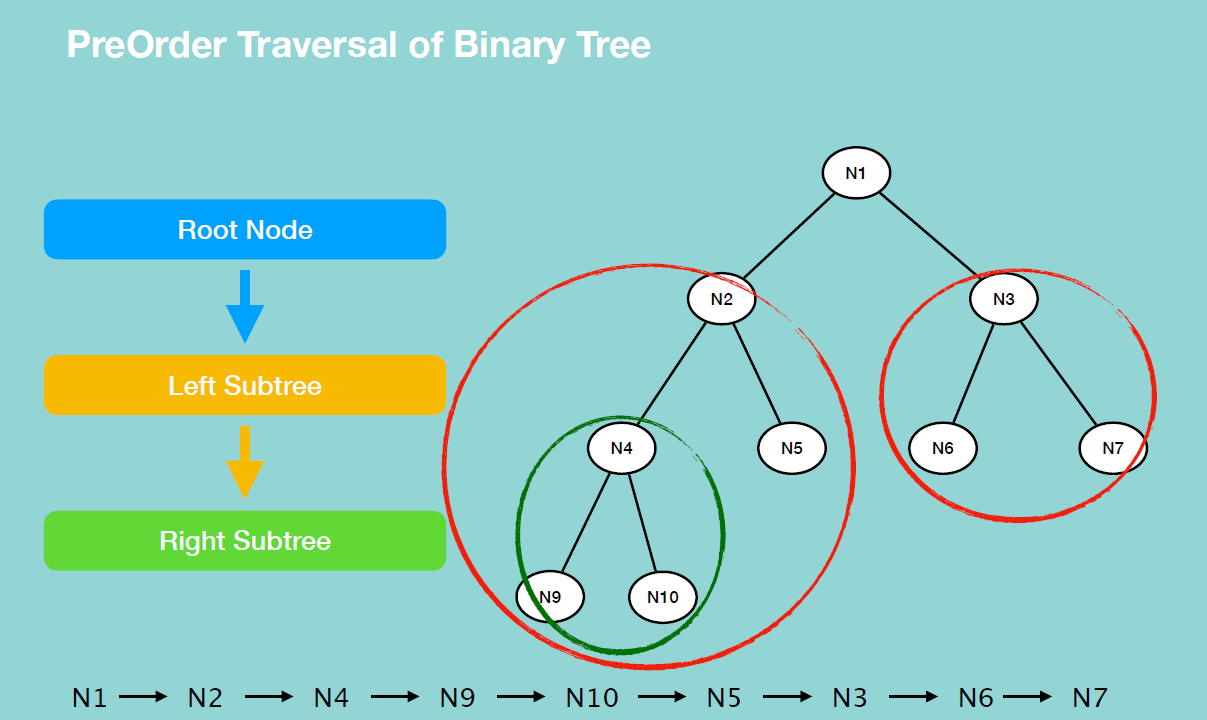 PreOrder Traversal of Binary Tree
Root Node
Left Subtree
Right Subtree
N1
N2
N3
N4
N5
N6
N7
N9
N10
N1 → N2 → N4 → N9 → N10 → N5 → N3 → N6 → N7